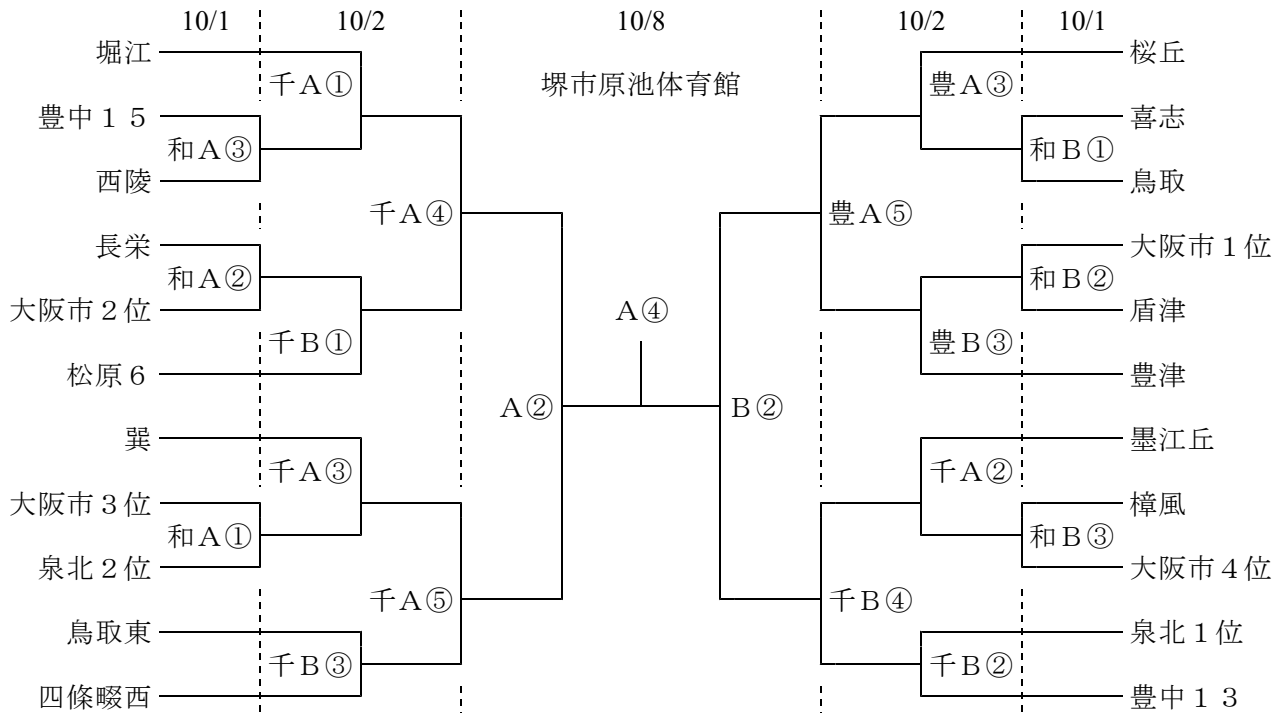 10/1 10/2 10/8 10/2 10/1
堀江 桜丘
千A① 堺市原池体育館 豊A③
豊中15 喜志
和A③ 和B①
西陵 鳥取
千A④ 豊A⑤
長栄 大阪市1位
和A② 和B②
大阪市2位 A④ 盾津
千B① 豊B③
松原6 豊津
A② B②
巽 墨江丘
千A③ 千A②
大阪市3位 樟風
和A① 和B③
泉北2位 大阪市4位
千A⑤ 千B④
鳥取東 泉北1位
千B③ 千B②
四條畷西 豊中13